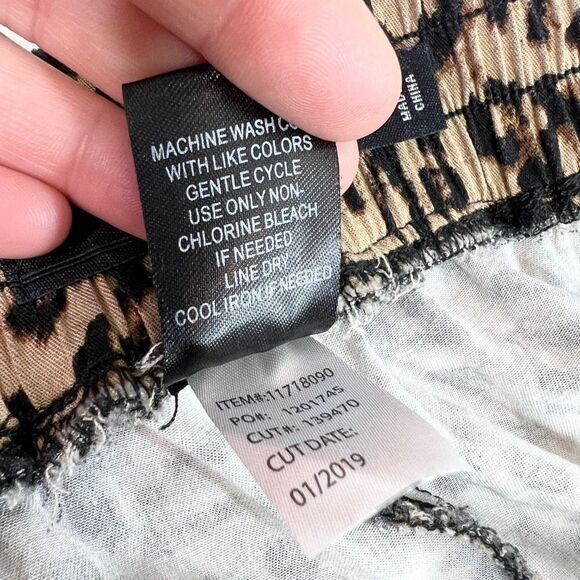 MACHINE WASH
WITH LIKE COLORS
GENTLE CYCLE
USE ONLY NON-
CHLORINE BLEACH
IF NEEDED
LINE DRY
COOL IRON IF NEEDED
CHINA
ITEM#:11718090
PO#: 1201745
CUT#: 139470
CUT DATE:
01/2019